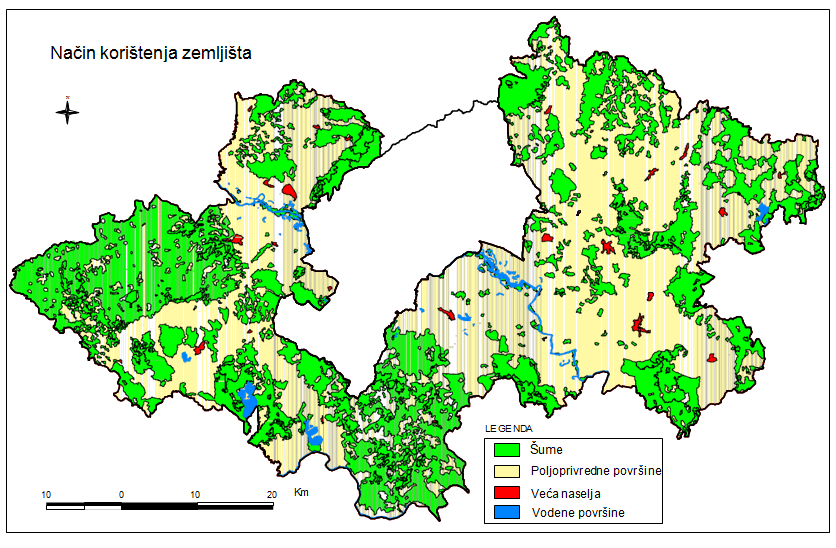 Način korištenja zemljišta
LEGENDA
Šume
Poljoprivredne površine
Veća naselja
Vodene površine
10 0 10 20 Km